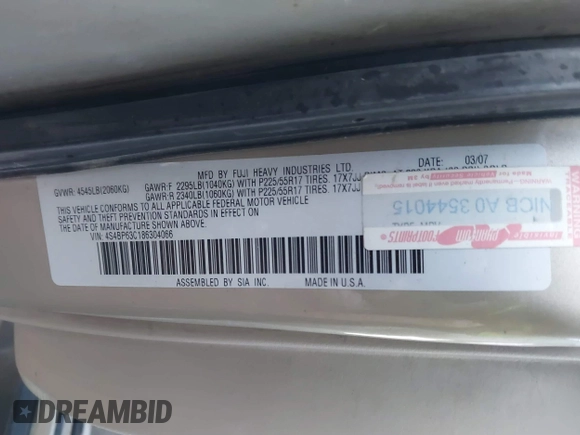 MFD BY FUJI HEAVY INDUSTRIES LTD. DATE: 03/07
GVWR: 4545LB(2060KG) GAWR:F 2295LB(1040KG) WITH P225/55R17 TIRES. 17X7JJ
GAWR:R 2340LB(1060KG) WITH P225/55R17 TIRES. 17X7JJ
THIS VEHICLE CONFORMS TO ALL APPLICABLE FEDERAL MOTOR VEHICLE
SAFETY, BUMPER, AND THEFT PREVENTION STANDARDS IN EFFECT ON
THE DATE OF MANUFACTURE SHOWN ABOVE.
VIN: 4S4BP63C186304066
ASSEMBLED BY SIA INC. MADE IN U.S.A.
PHANTOM
FOOTPRINTS
NICB A0 3544015
DREAMBID